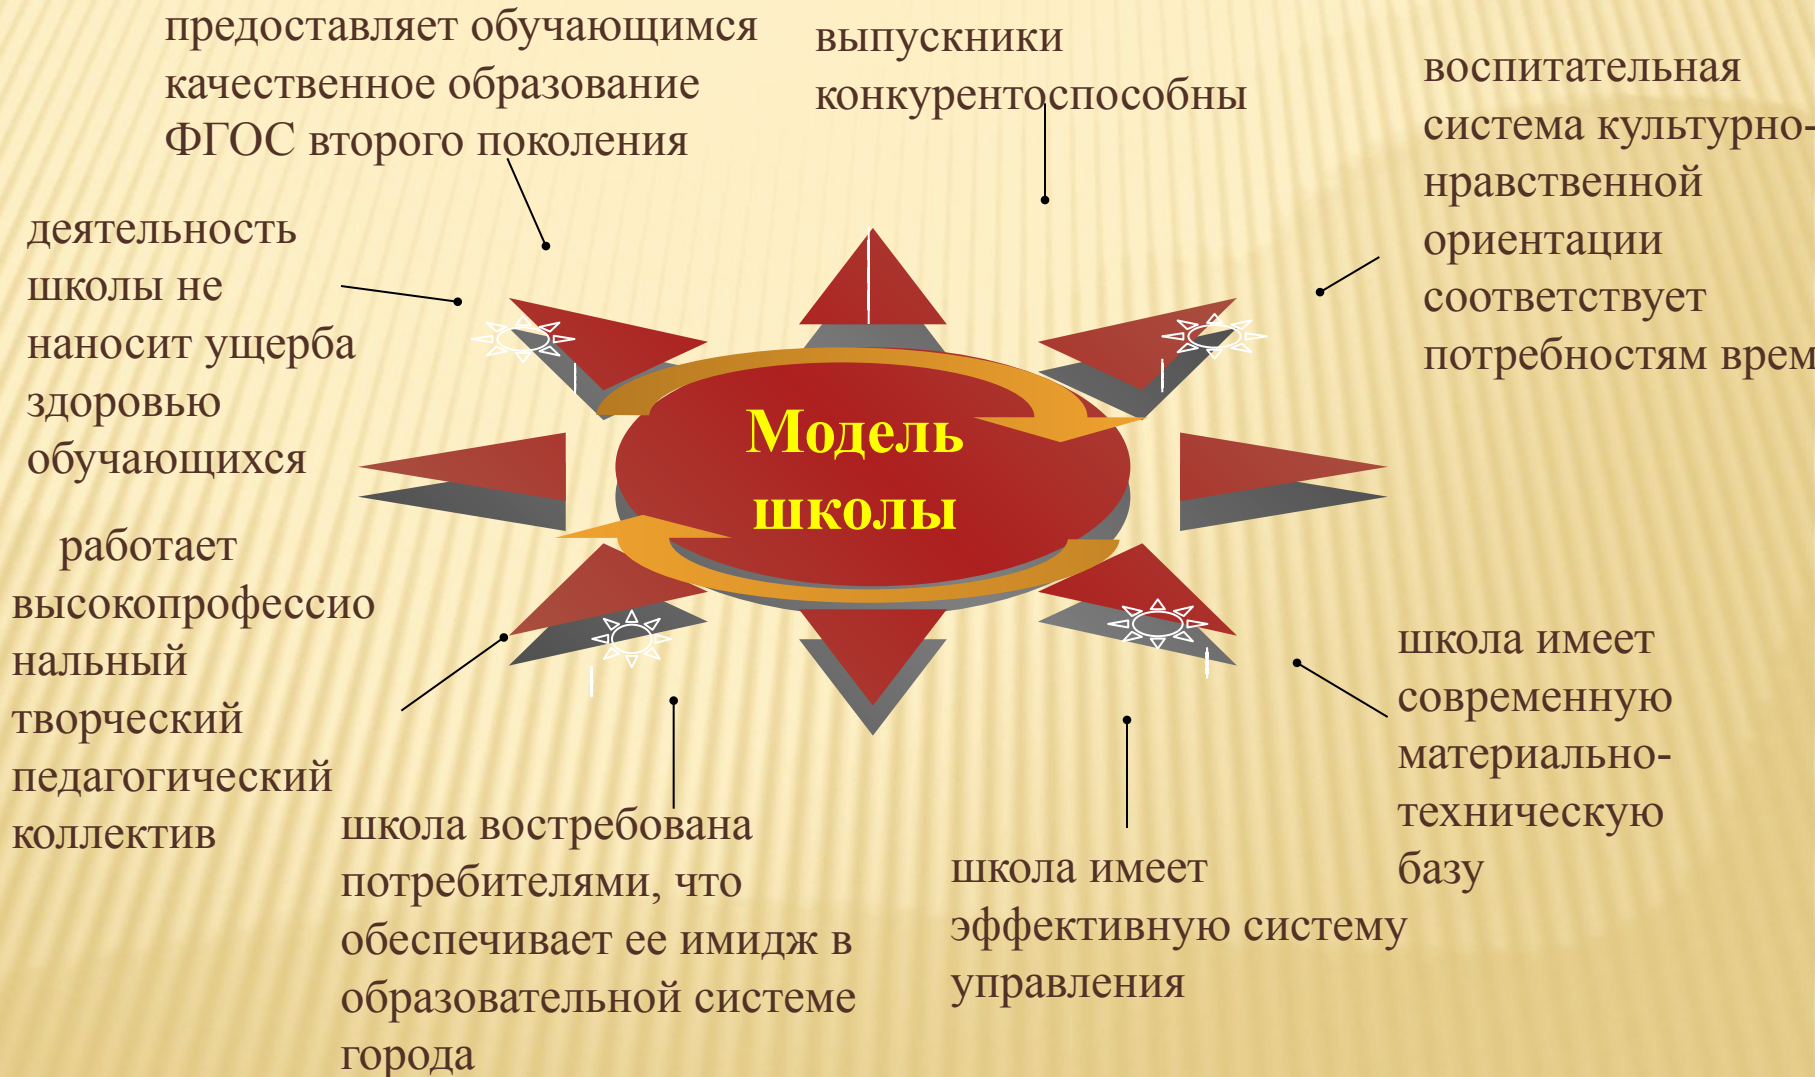 предоставляет обучающимся
качественное образование
ФГОС второго поколения
выпускники
конкурентоспособны
воспитательная
система культурно-
нравственной
ориентации
соответствует
потребностям врем
деятельность
школы не
наносит ущерба
здоровью
обучающихся
Модель
школы
работает
высокопрофессио
нальный
творческий
педагогический
коллектив
школа востребована
потребителями, что
обеспечивает ее имидж в
образовательной системе
города
школа имеет
эффективную систему
управления
школа имеет
современную
материально-
техническую
базу